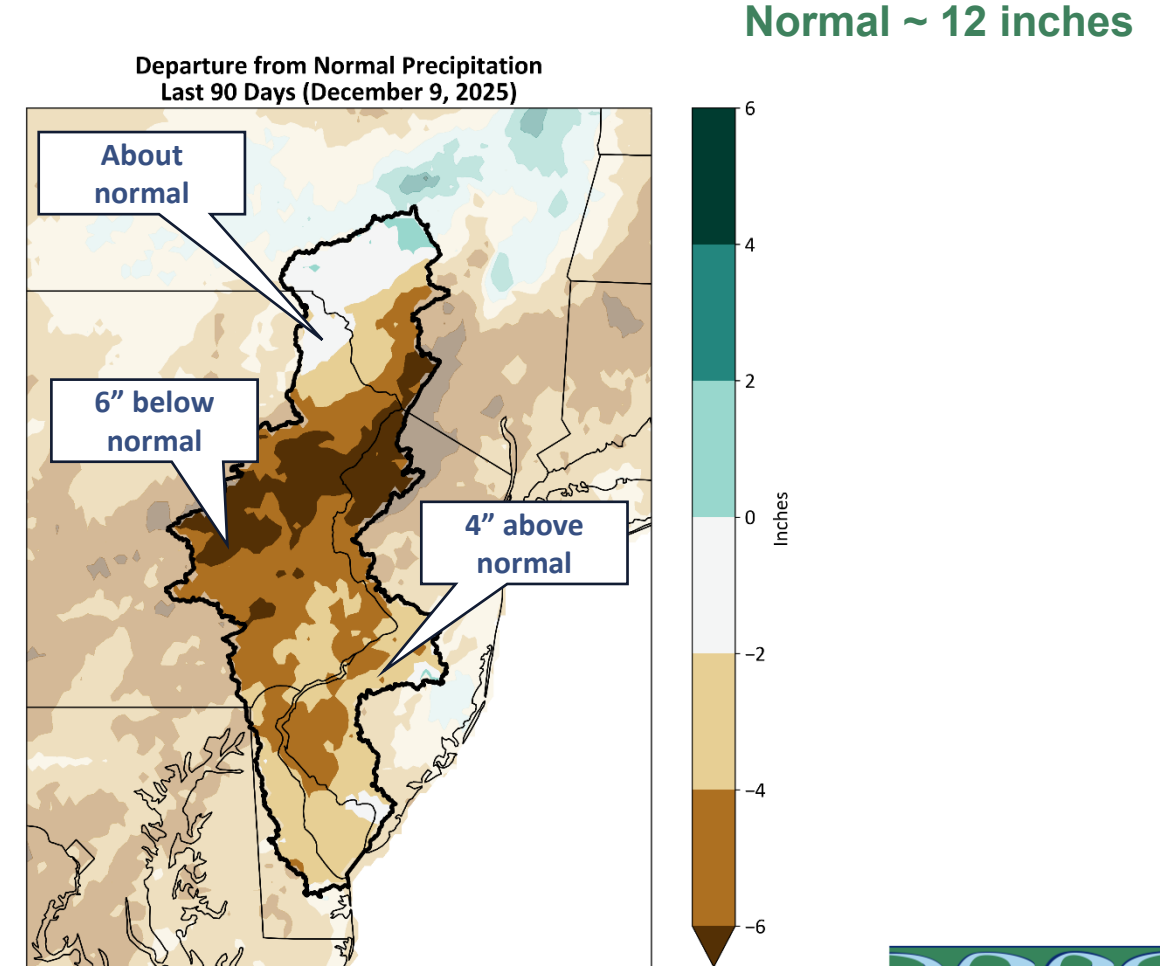 Normal ~ 12 inches
Departure from Normal Precipitation
Last 90 Days (December 9, 2025)
About
normal
6” below
normal
4” above
normal
6
4
2
0
−2
−4
−6
Inches